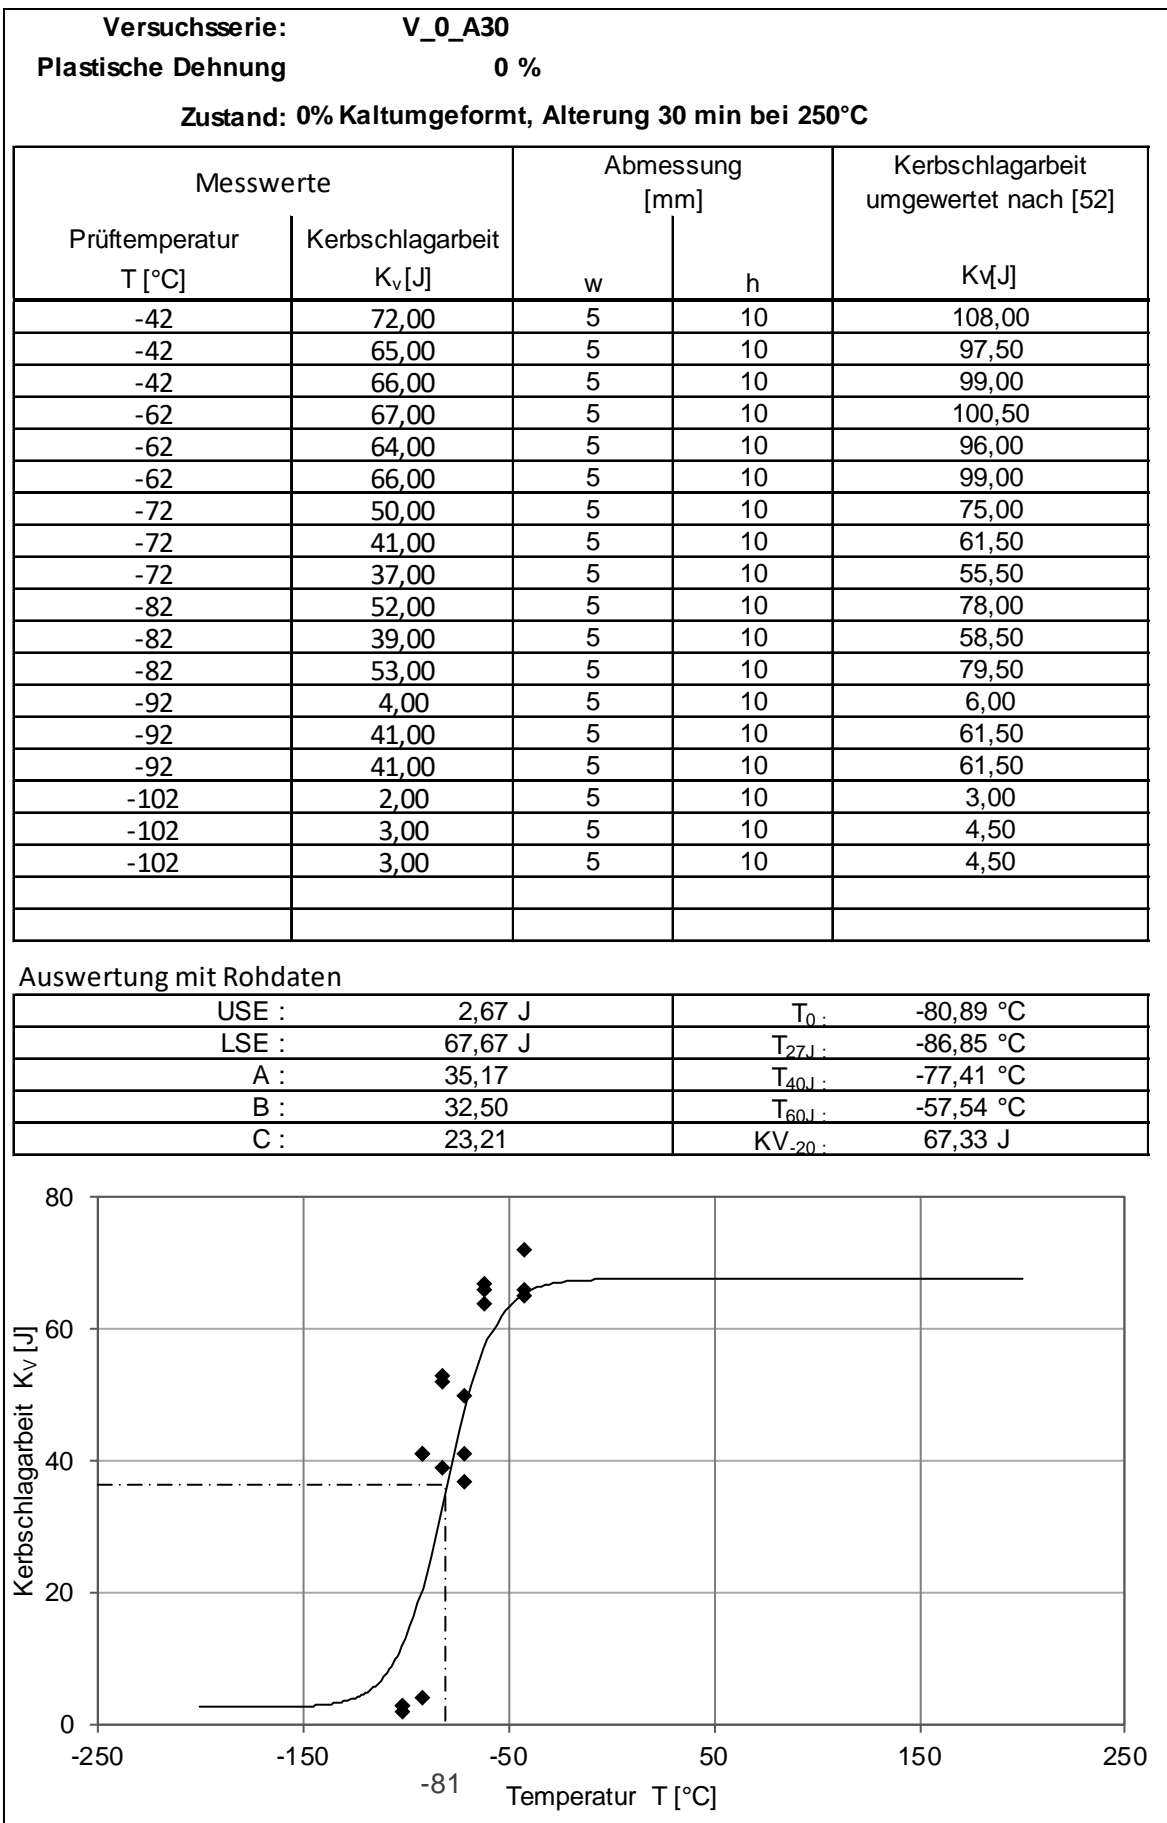 Versuchsserie: V_0_A30
Plastische Dehnung 0 %
Zustand: 0% Kaltumgeformt, Alterung 30 min bei 250°C
Messwerte Abmessung Kerbschlagarbeit
[mm] umgewertet nach [52]
Prüftemperatur Kerbschlagarbeit
T [°C] Kv [J] w h Kv[J]
-42 72,00 5 10 108,00
-42 65,00 5 10 97,50
-42 66,00 5 10 99,00
-62 67,00 5 10 100,50
-62 64,00 5 10 96,00
-62 66,00 5 10 99,00
-72 50,00 5 10 75,00
-72 41,00 5 10 61,50
-72 37,00 5 10 55,50
-82 52,00 5 10 78,00
-82 39,00 5 10 58,50
-82 53,00 5 10 79,50
-92 4,00 5 10 6,00
-92 41,00 5 10 61,50
-92 41,00 5 10 61,50
-102 2,00 5 10 3,00
-102 3,00 5 10 4,50
-102 3,00 5 10 4,50
Auswertung mit Rohdaten
USE : 2,67 J T0 : -80,89 °C
LSE : 67,67 J T27J : -86,85 °C
A : 35,17 T40J : -77,41 °C
B : 32,50 T60J : -57,54 °C
C : 23,21 KV-20 : 67,33 J
80
60
40
20
0
Kerbschlagarbeit KV [J]
-250 -150 -50 50 150 250
-81
Temperatur T [°C]